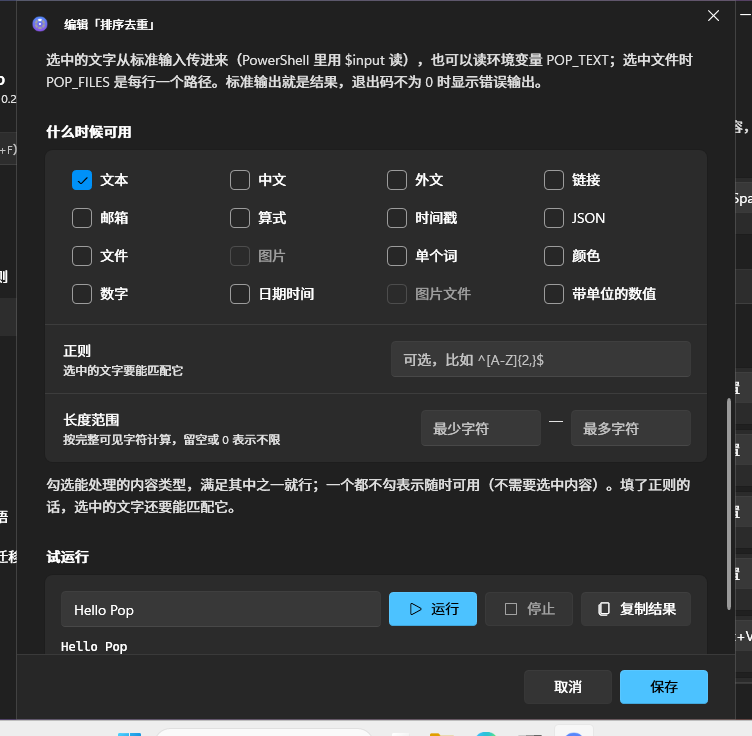 编辑「排序去重」
选中的文字从标准输入传进来（PowerShell 里用 $input 读），也可以读环境变量 POP_TEXT；选中文件时
POP_FILES 是每行一个路径。标准输出就是结果，退出码不为 0 时显示错误输出。
0.2
什么时候可用
+F)
文本
中文
外文
链接
邮箱
算式
时间戳
JSON
Spa
文件
图片
单个词
颜色
则
数字
日期时间
图片文件
带单位的数值
正则
选中的文字要能匹配它
可选，比如 ^[A-Z]{2,}$
长度范围
按完整可见字符计算，留空或 0 表示不限
最少字符
—
最多字符
勾选能处理的内容类型，满足其中之一就行；一个都不勾表示随时可用（不需要选中内容）。填了正则的
话，选中的文字还要能匹配它。
语
试运行
迁移
Hello Pop
运行
停止
复制结果
Hello Pop
取消
保存